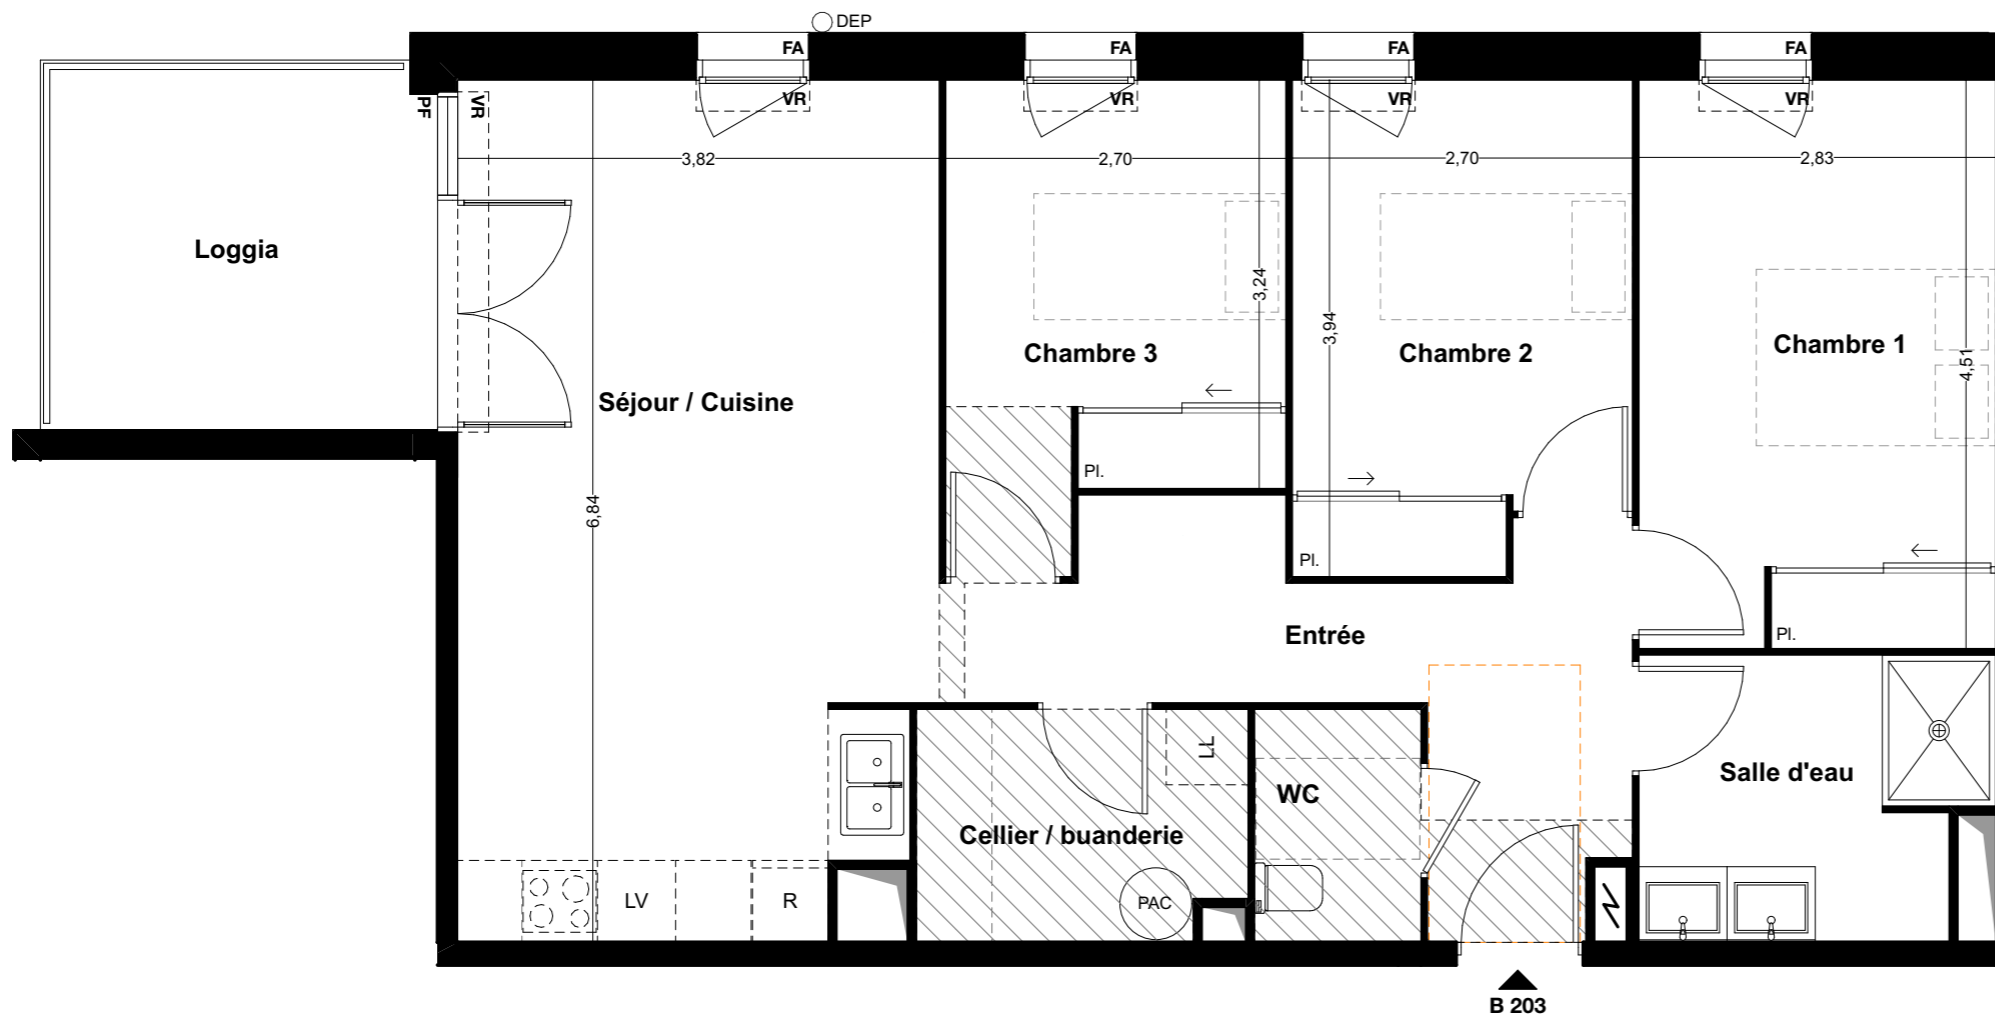 DEP
FA
FA
FA
FA
PF
VR
VR
VR
VR
VR
3,82
2,70
2,70
2,83
Loggia
3,24
3,94
4,51
Chambre 3
Chambre 2
Chambre 1
Séjour / Cuisine
Pl.
6,84
Pl.
Entrée
Pl.
LL
Salle d'eau
WC
Cellier / buanderie
LV
R
PAC
B 203